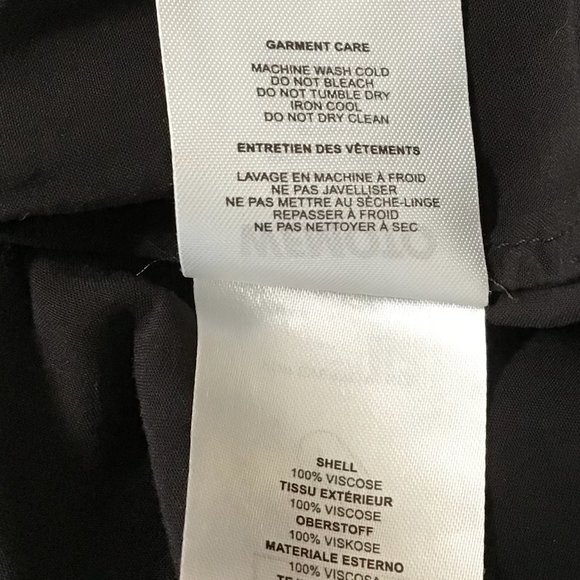 GARMENT CARE
MACHINE WASH COLD
DO NOT BLEACH
DO NOT TUMBLE DRY
IRON COOL
DO NOT DRY CLEAN
ENTRETIEN DES VÊTEMENTS
LAVAGE EN MACHINE À FROID
NE PAS JAVELLISER
NE PAS METTRE AU SÈCHE-LINGE
REPASSER À FROID
NE PAS NETTOYER À SEC
SHELL
100% VISCOSE
TISSU EXTÉRIEUR
100% VISCOSE
OBERSTOFF
100% VISKOSE
MATERIALE ESTERNO
100% VISCOSA